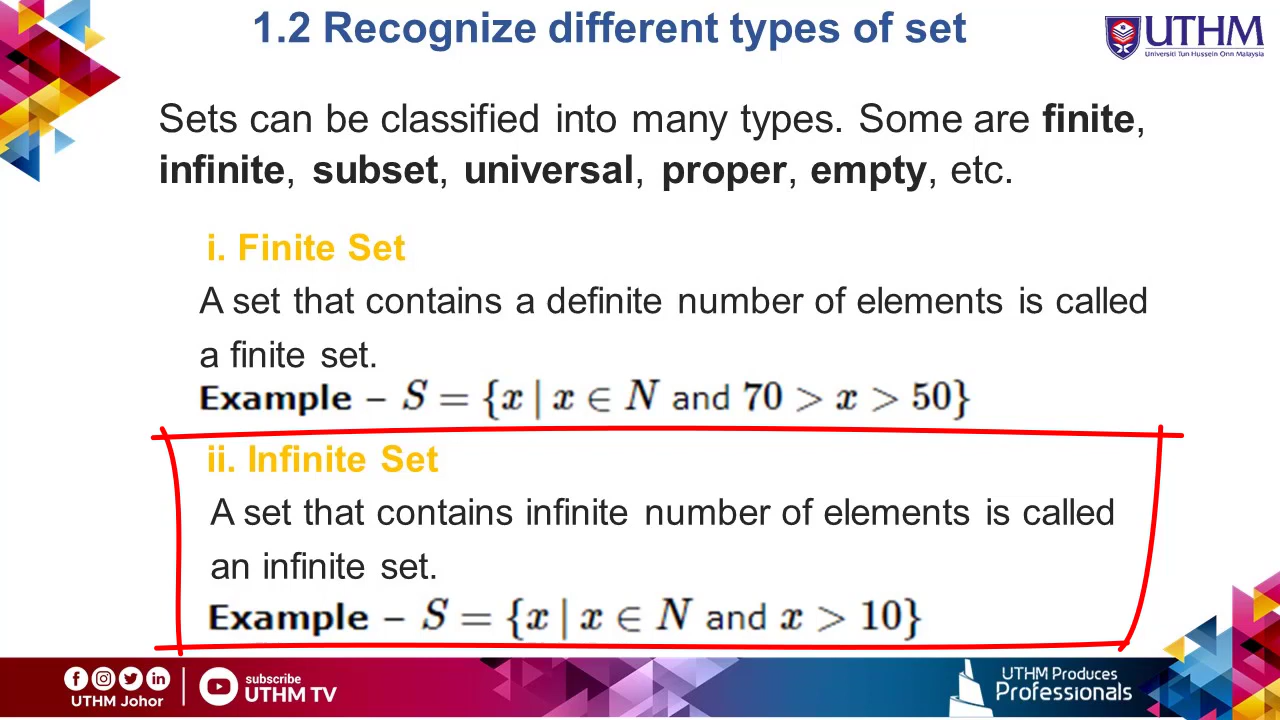 1.2 Recognize different types of set
UTHM
Universiti Tun Hussein Onn Malaysia
Sets can be classified into many types. Some are finite,
infinite, subset, universal, proper, empty, etc.
i. Finite Set
A set that contains a definite number of elements is called
a finite set.
Example – S = {x | x ∈ N and 70 > x > 50}
ii. Infinite Set
A set that contains infinite number of elements is called
an infinite set.
Example – S = {x | x ∈ N and x > 10}
UTHM Johor
subscribe
UTHM TV
UTHM Produces
Professionals